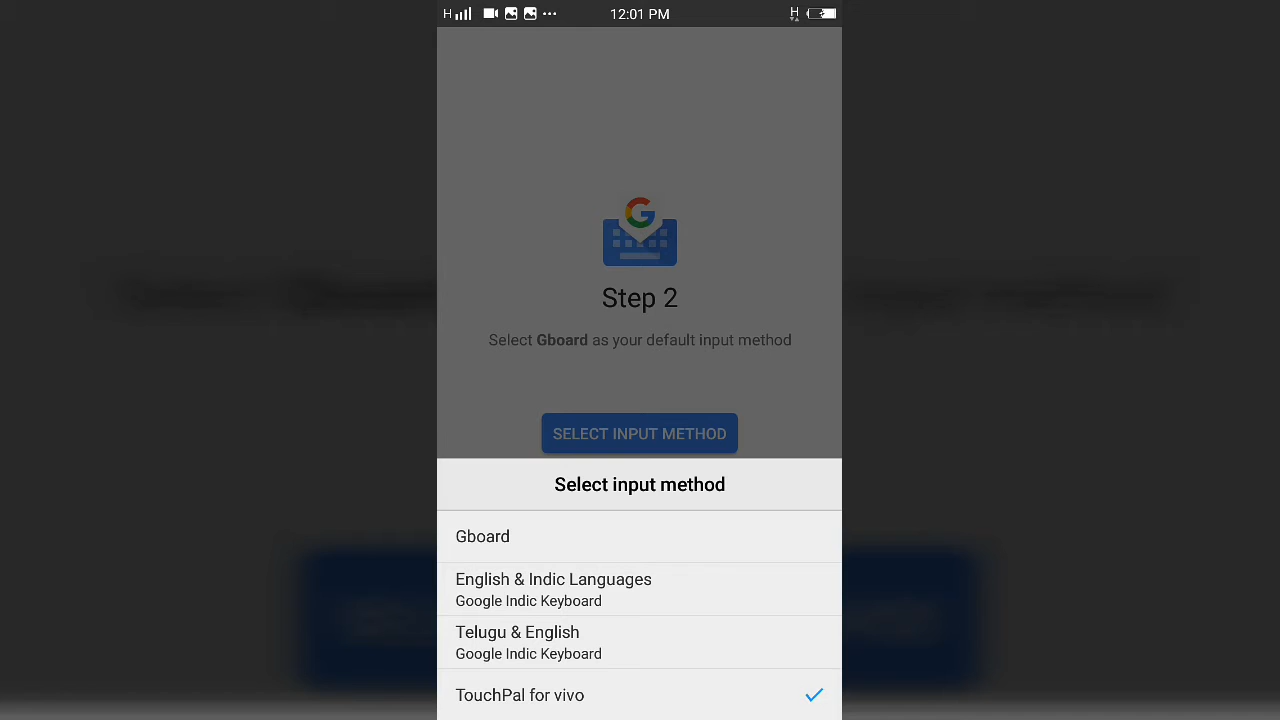 H 12:01 PM H
Step 2
Select Gboard as your default input method
SELECT INPUT METHOD
Select input method
Gboard
English & Indic Languages
Google Indic Keyboard
Telugu & English
Google Indic Keyboard
TouchPal for vivo